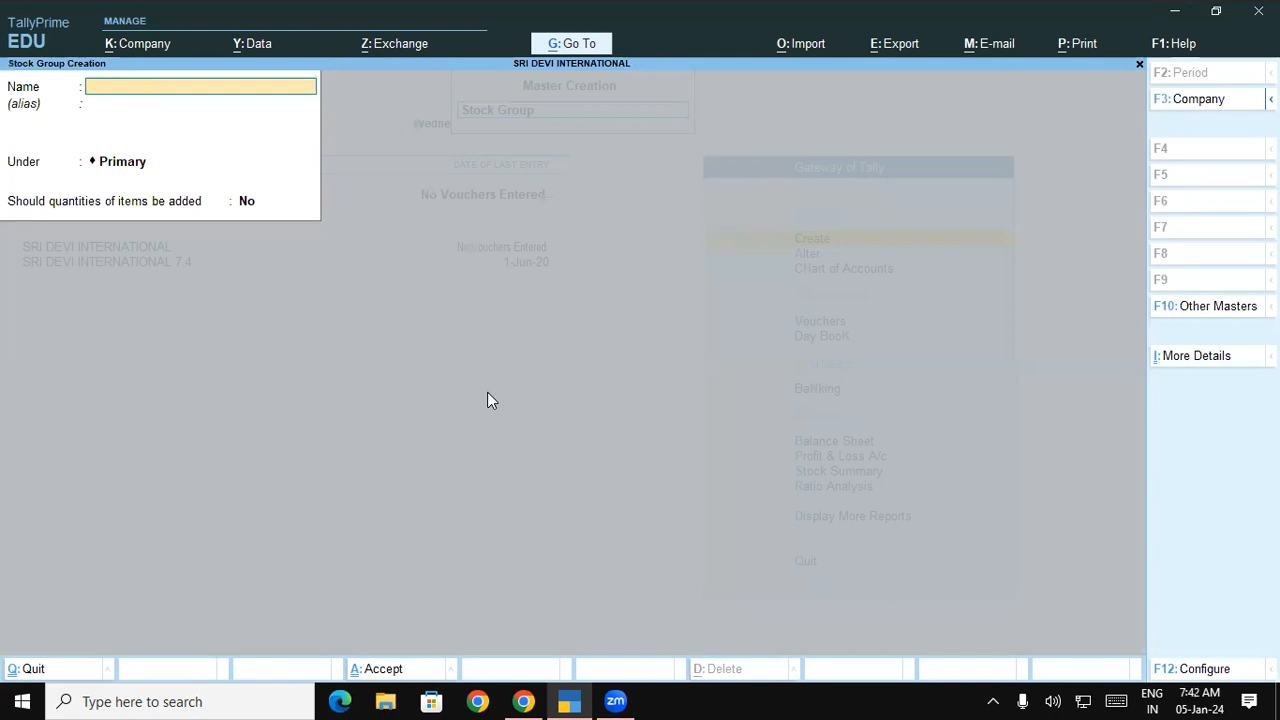 TallyPrime
EDU
MANAGE
K: Company
Y: Data
Z: Exchange
G: Go To
O: Import
E: Export
M: E-mail
P: Print
F1: Help
Stock Group Creation
SRI DEVI INTERNATIONAL
Name :
(alias) :
Under : ♦ Primary
Should quantities of items be added : No
Master Creation
Stock Group
DATE OF LAST ENTRY
No Vouchers Entered
SRI DEVI INTERNATIONAL
SRI DEVI INTERNATIONAL 7.4
1-Jun-20
Gateway of Tally
Create
Alter
CHart of Accounts
Vouchers
Day BooK
BaNking
Balance Sheet
Profit & Loss A/c
Stock Summary
Ratio Analysis
Display More Reports
Quit
F2: Period
F3: Company
F4
F5
F6
F7
F8
F9
F10: Other Masters
I: More Details
Q: Quit
A: Accept
D: Delete
F12: Configure
Type here to search
zm
ENG
IN
7:42 AM
05-Jan-24